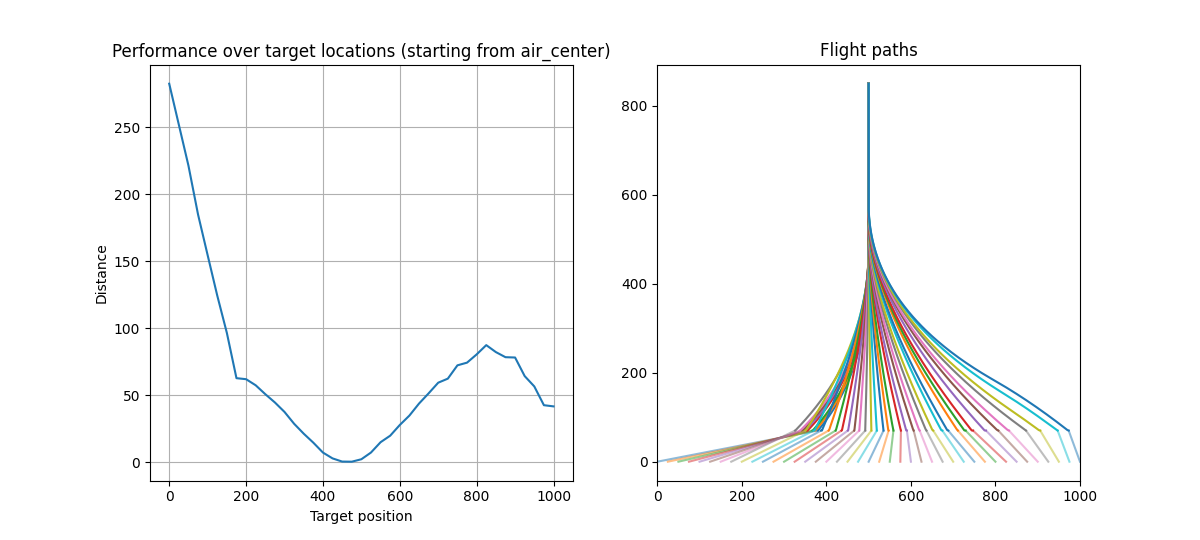 Performance over target locations (starting from air_center)
250
200
150
100
50
0
Distance
0 200 400 600 800 1000
Target position
Flight paths
800
600
400
200
0
0 200 400 600 800 1000